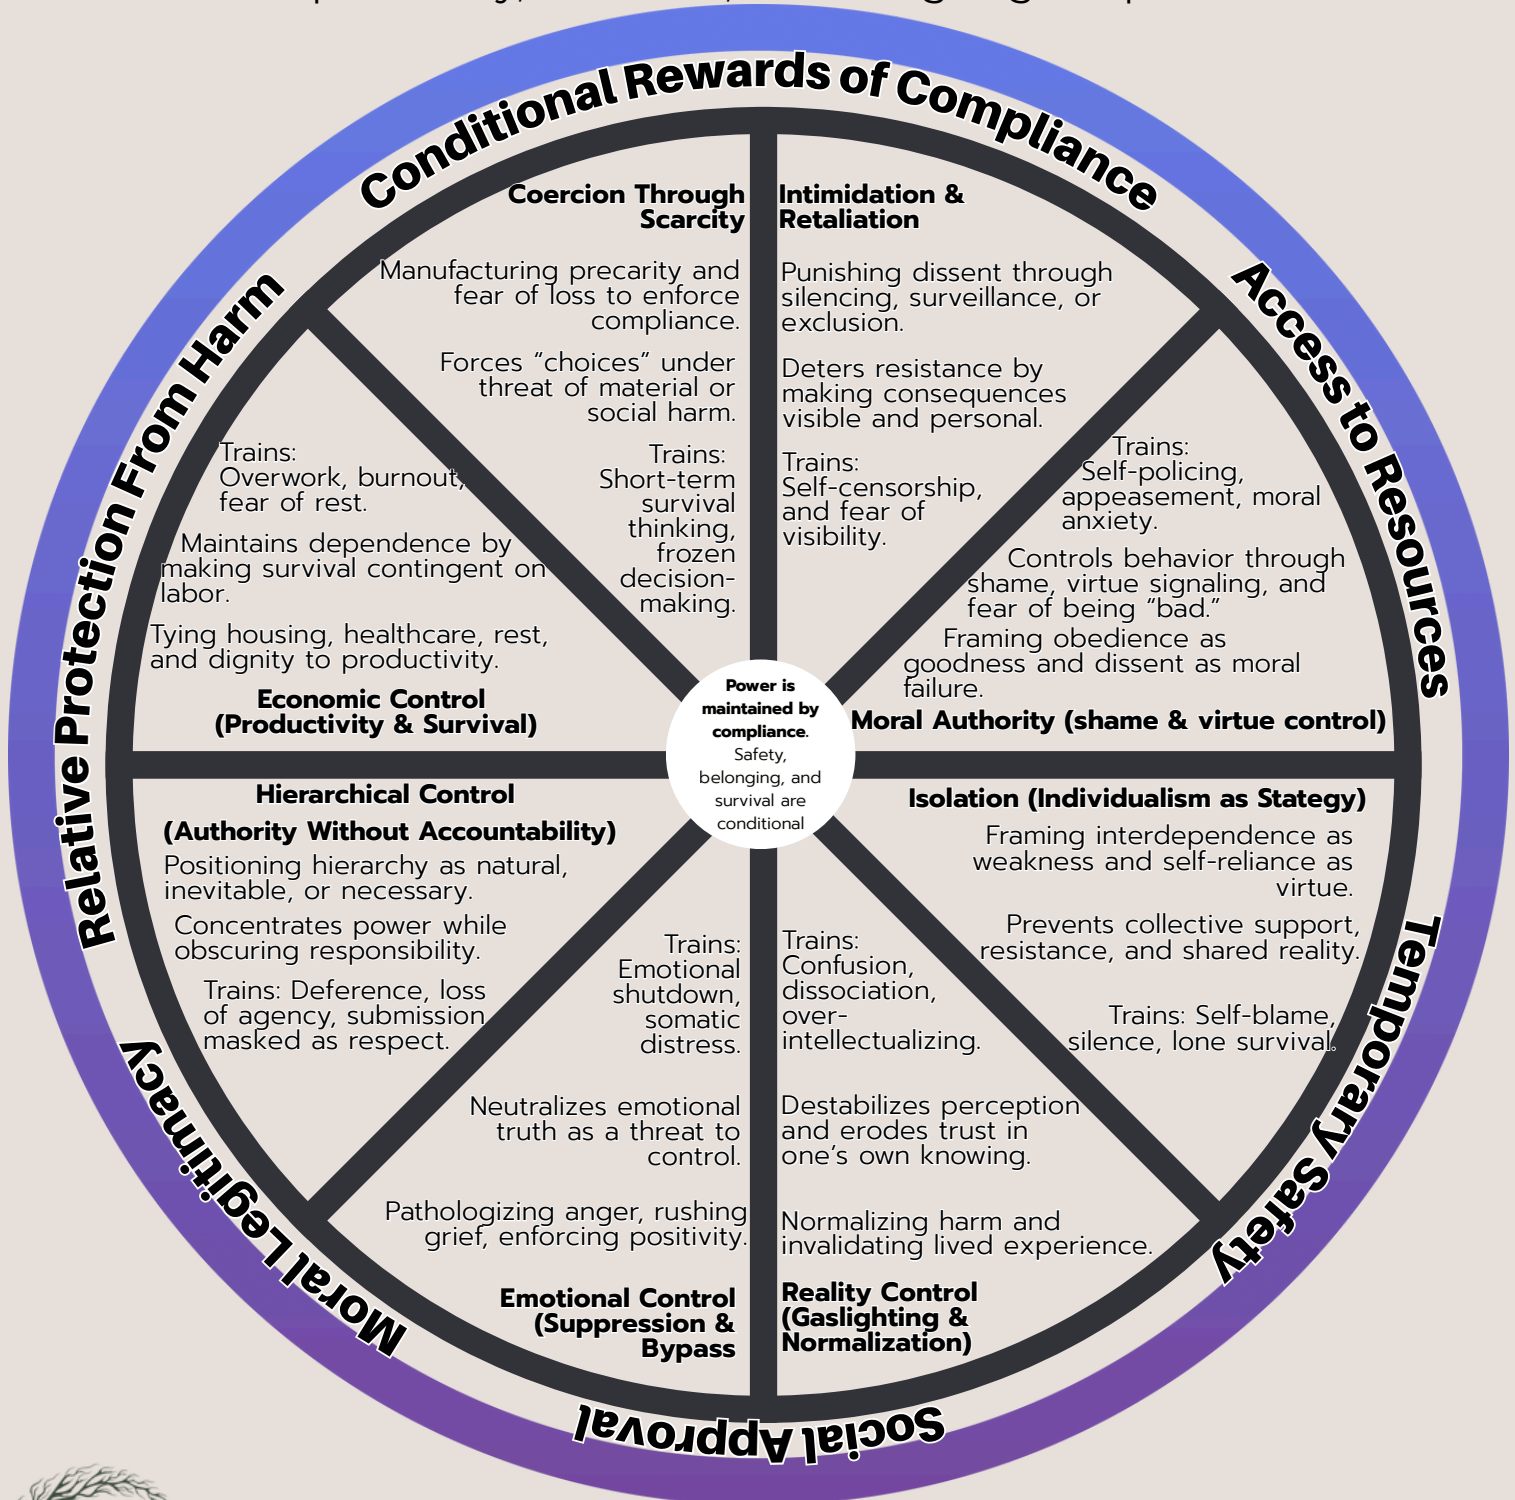 Conditional Rewards of Compliance
Access to Resources
Temporary Safety
Social Approval
Moral Legitimacy
Relative Protection From Harm
Coercion Through
Scarcity
Manufacturing precarity and
fear of loss to enforce
compliance.
Forces “choices” under
threat of material or
social harm.
Trains:
Short-term
survival
thinking,
frozen
decision-
making.
Intimidation &
Retaliation
Punishing dissent through
silencing, surveillance, or
exclusion.
Deters resistance by
making consequences
visible and personal.
Trains:
Self-censorship,
and fear of
visibility.
Trains:
Self-policing,
appeasement, moral
anxiety.
Controls behavior through
shame, virtue signaling, and
fear of being “bad.”
Framing obedience as
goodness and dissent as moral
failure.
Moral Authority (shame & virtue control)
Isolation (Individualism as Stategy)
Framing interdependence as
weakness and self-reliance as
virtue.
Prevents collective support,
resistance, and shared reality.
Trains: Self-blame,
silence, lone survival.
Trains:
Confusion,
dissociation,
over-
intellectualizing.
Destabilizes perception
and erodes trust in
one’s own knowing.
Normalizing harm and
invalidating lived experience.
Reality Control
(Gaslighting &
Normalization)
Trains:
Emotional
shutdown,
somatic
distress.
Neutralizes emotional
truth as a threat to
control.
Pathologizing anger, rushing
grief, enforcing positivity.
Emotional Control
(Suppression &
Bypass
Hierarchical Control
(Authority Without Accountability)
Positioning hierarchy as natural,
inevitable, or necessary.
Concentrates power while
obscuring responsibility.
Trains: Deference, loss
of agency, submission
masked as respect.
Trains:
Overwork, burnout,
fear of rest.
Maintains dependence by
making survival contingent on
labor.
Tying housing, healthcare, rest,
and dignity to productivity.
Economic Control
(Productivity & Survival)
Power is
maintained by
compliance.
Safety,
belonging, and
survival are
conditional